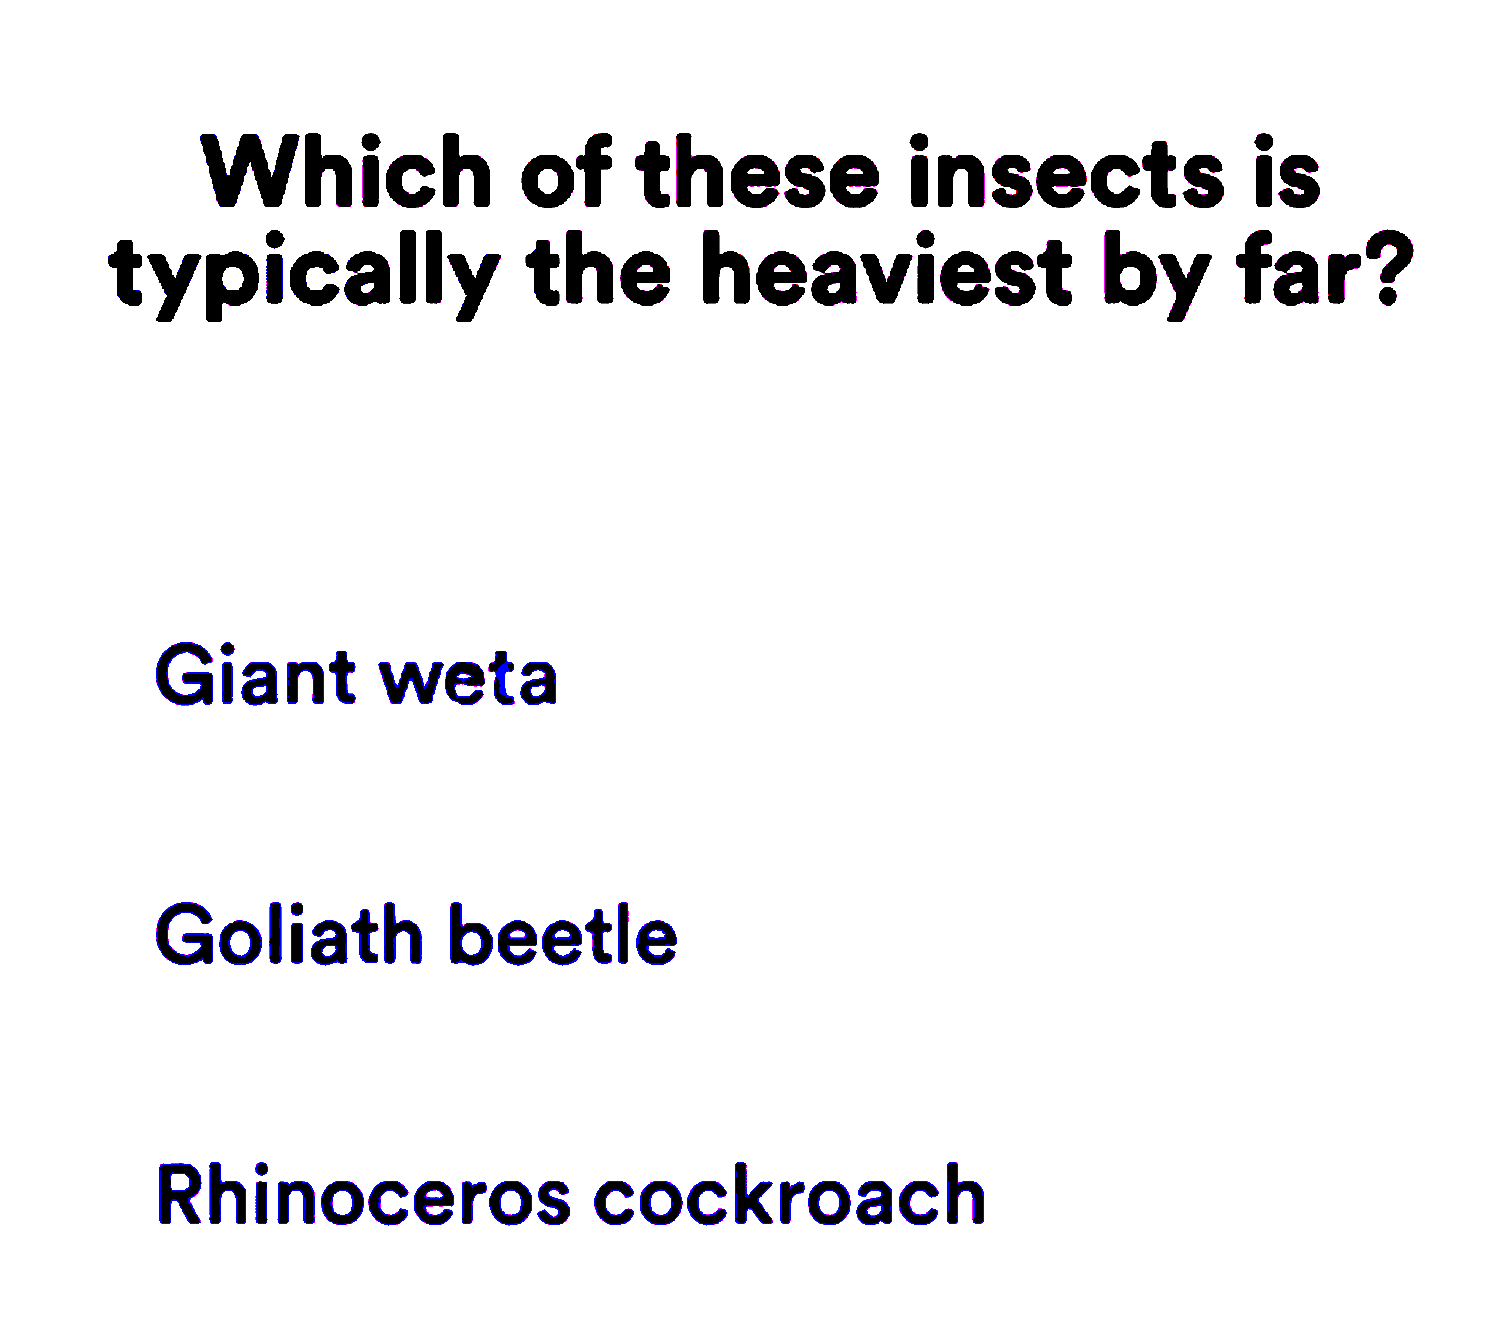 Which of these insects is
typically the heaviest by far?
Giant weta
Goliath beetle
Rhinoceros cockroach